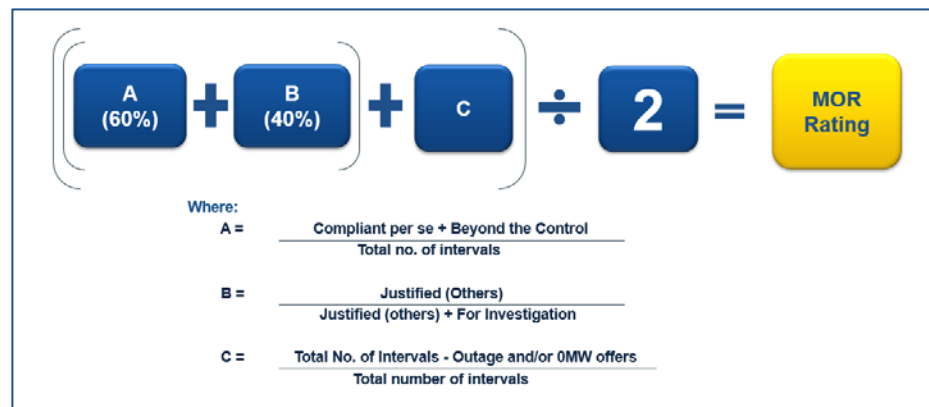 A
(60%)
+
B
(40%)
+
C
÷
2
=
MOR
Rating
Where:
A =
Compliant per se + Beyond the Control
Total no. of intervals
B =
Justified (Others)
Justified (others) + For Investigation
C =
Total No. of Intervals - Outage and/or 0MW offers
Total number of intervals